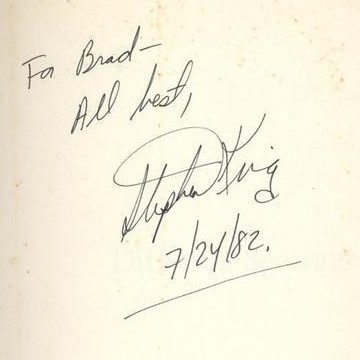 For Brad—
All best,
Stephen King
7/24/82.